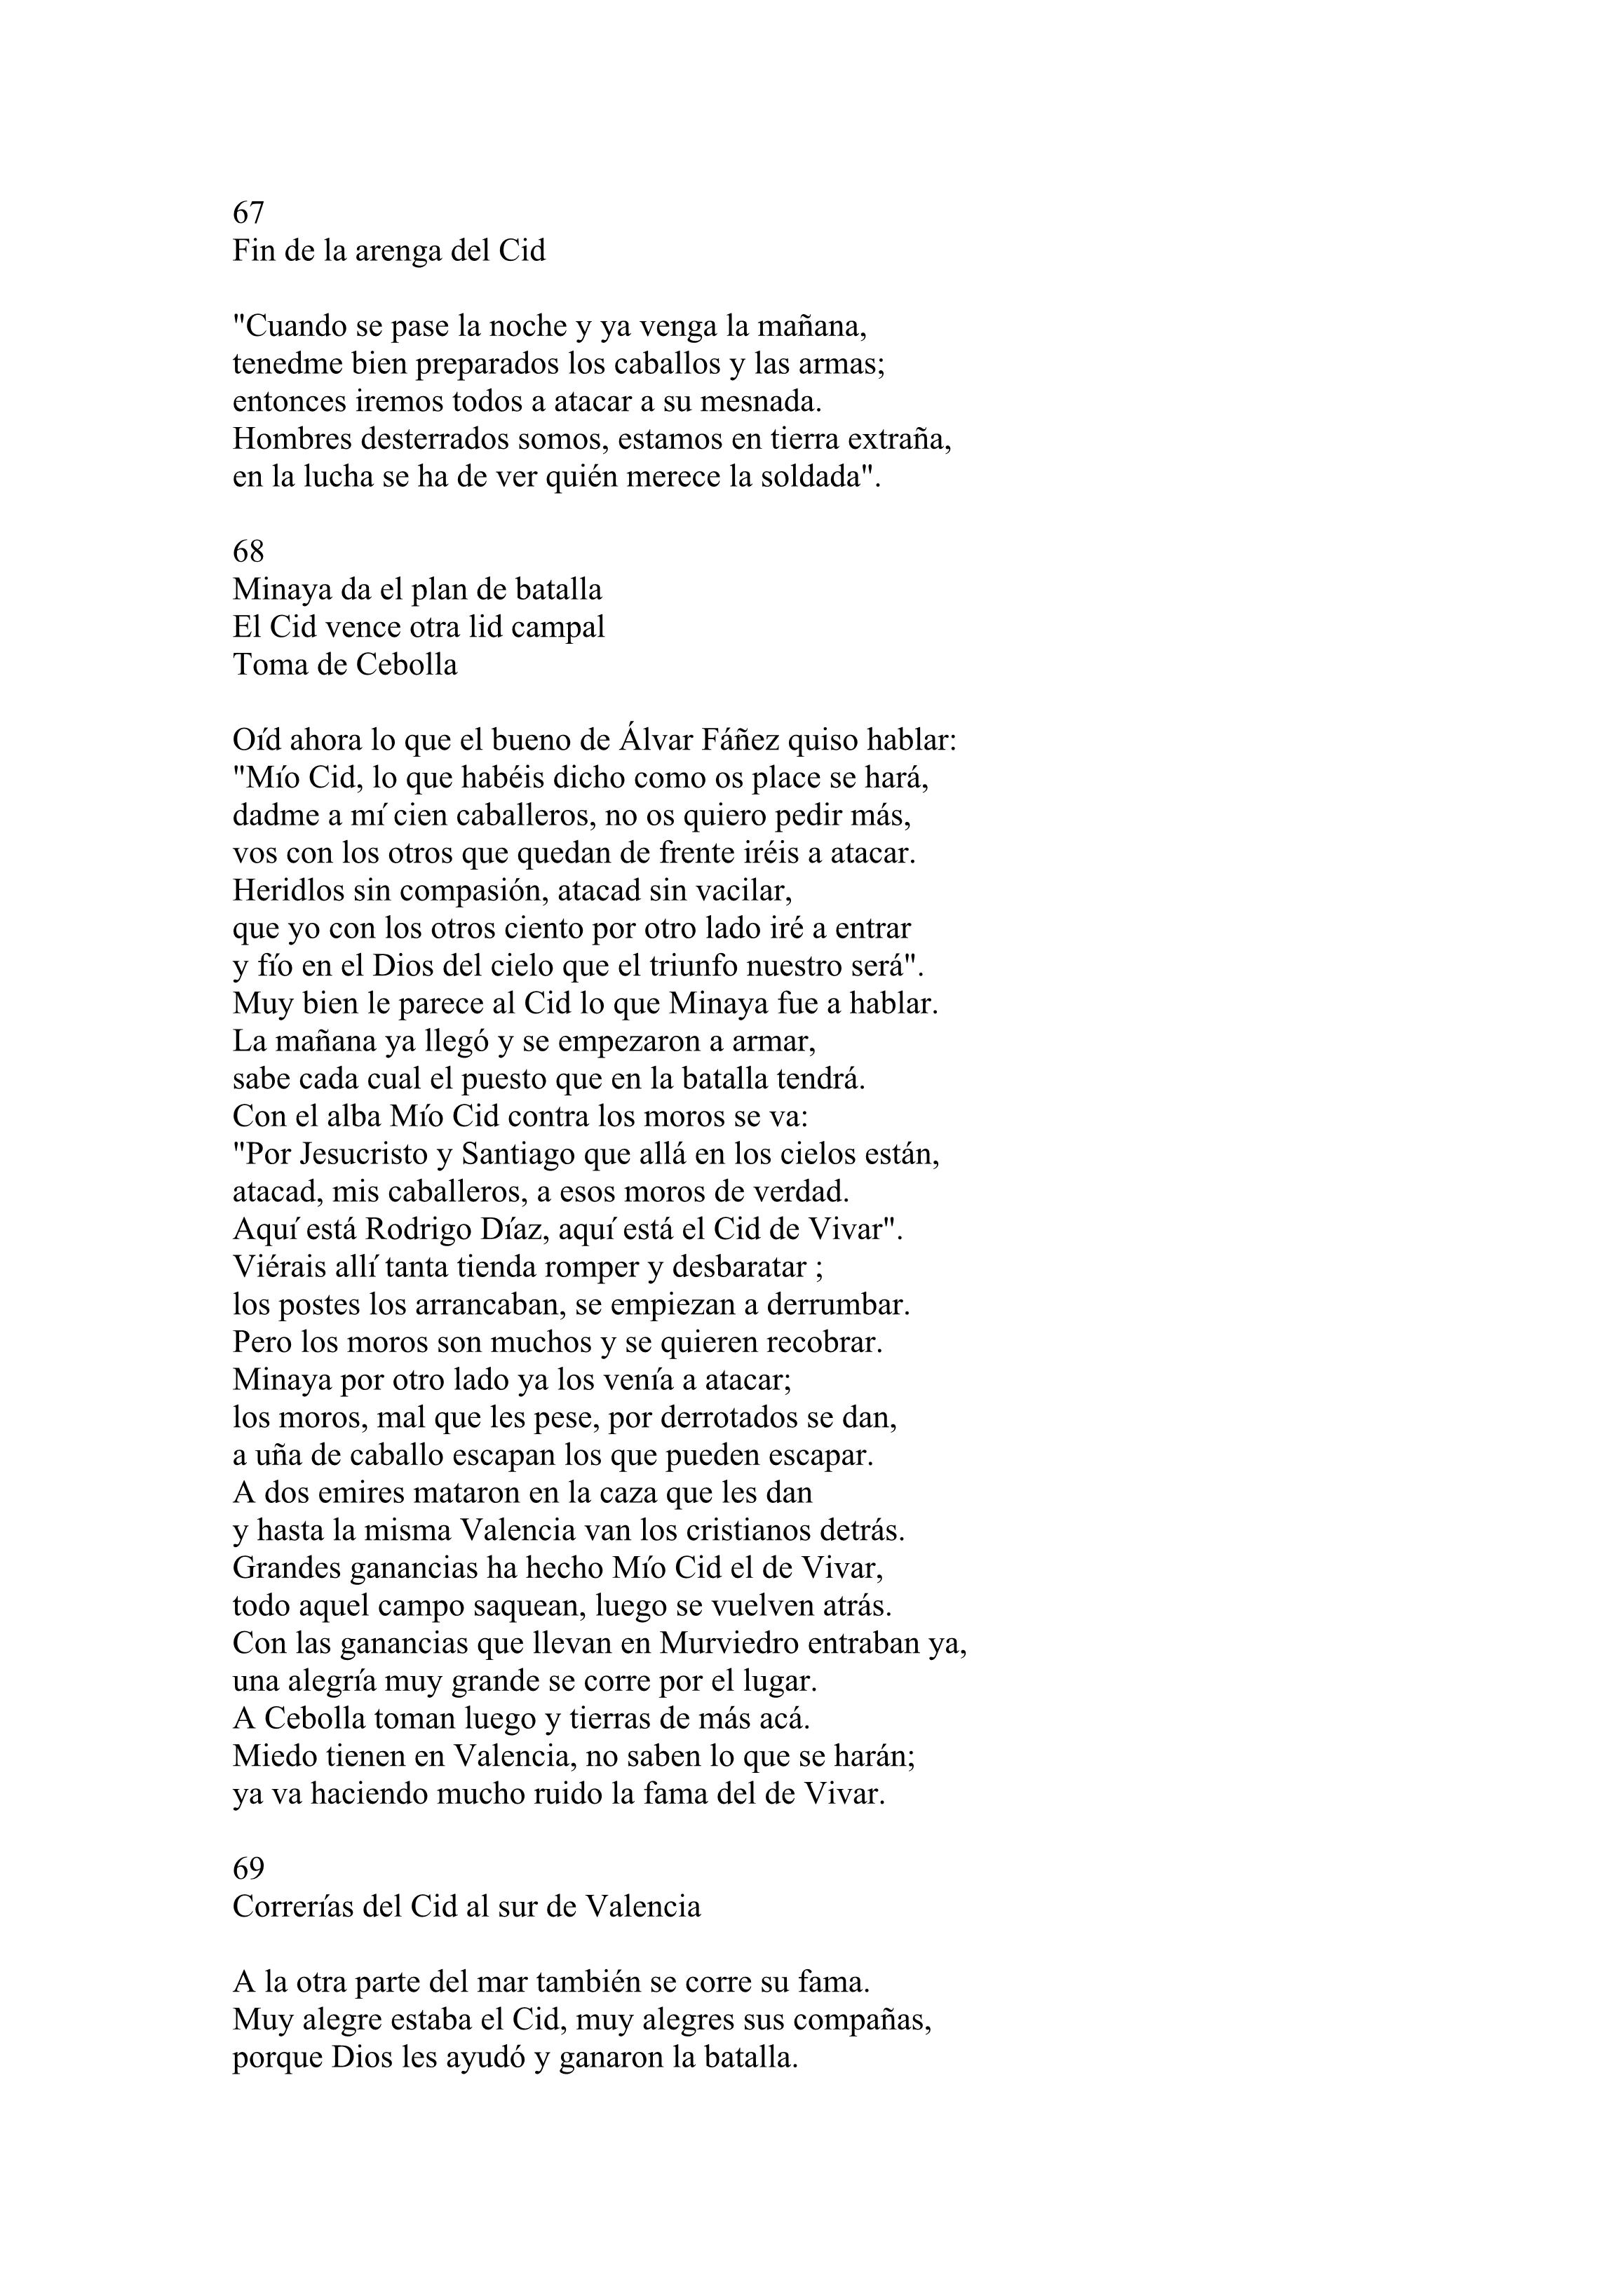 67
Fin de la arenga del Cid
"Cuando se pase la noche y ya venga la mañana,
tenedme bien preparados los caballos y las armas;
entonces iremos todos a atacar a su mesnada.
Hombres desterrados somos, estamos en tierra extraña,
en la lucha se ha de ver quién merece la soldada".
68
Minaya da el plan de batalla
El Cid vence otra lid campal
Toma de Cebolla
Oíd ahora lo que el bueno de Álvar Fáñez quiso hablar:
"Mío Cid, lo que habéis dicho como os place se hará,
dadme a mí cien caballeros, no os quiero pedir más,
vos con los otros que quedan de frente iréis a atacar.
Heridlos sin compasión, atacad sin vacilar,
que yo con los otros ciento por otro lado iré a entrar
y fío en el Dios del cielo que el triunfo nuestro será".
Muy bien le parece al Cid lo que Minaya fue a hablar.
La mañana ya llegó y se empezaron a armar,
sabe cada cual el puesto que en la batalla tendrá.
Con el alba Mío Cid contra los moros se va:
"Por Jesucristo y Santiago que allá en los cielos están,
atacad, mis caballeros, a esos moros de verdad.
Aquí está Rodrigo Díaz, aquí está el Cid de Vivar".
Viérais allí tanta tienda romper y desbaratar ;
los postes los arrancaban, se empiezan a derrumbar.
Pero los moros son muchos y se quieren recobrar.
Minaya por otro lado ya los venía a atacar;
los moros, mal que les pese, por derrotados se dan,
a uña de caballo escapan los que pueden escapar.
A dos emires mataron en la caza que les dan
y hasta la misma Valencia van los cristianos detrás.
Grandes ganancias ha hecho Mío Cid el de Vivar,
todo aquel campo saquean, luego se vuelven atrás.
Con las ganancias que llevan en Murviedro entraban ya,
una alegría muy grande se corre por el lugar.
A Cebolla toman luego y tierras de más acá.
Miedo tienen en Valencia, no saben lo que se harán;
ya va haciendo mucho ruido la fama del de Vivar.
69
Correrías del Cid al sur de Valencia
A la otra parte del mar también se corre su fama.
Muy alegre estaba el Cid, muy alegres sus compañas,
porque Dios les ayudó y ganaron la batalla.